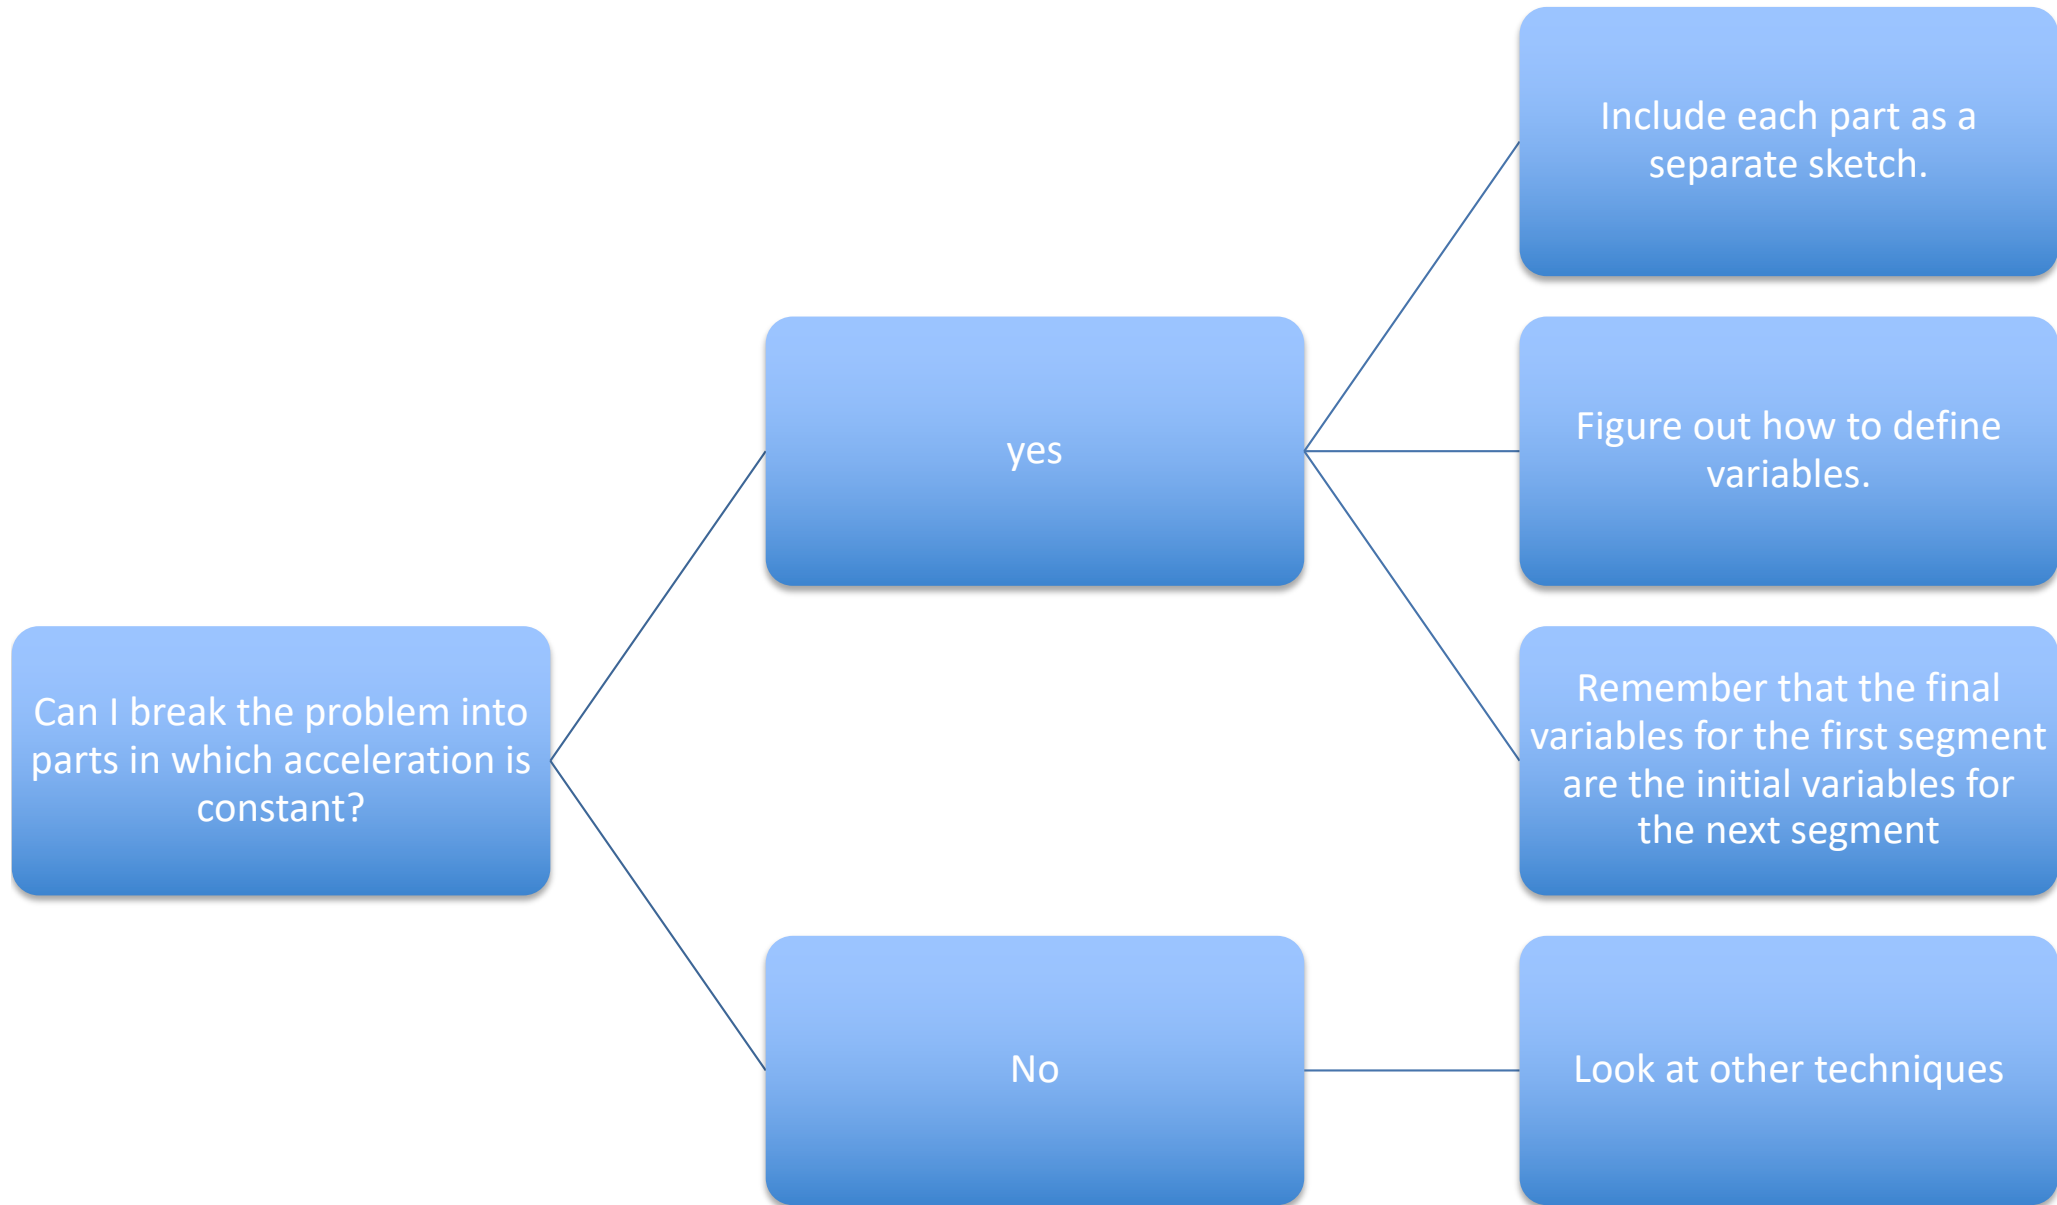 Can I break the problem into
parts in which acceleration is
constant?
yes
Include each part as a
separate sketch.
Figure out how to define
variables.
Remember that the final
variables for the first segment
are the initial variables for
the next segment
No
Look at other techniques